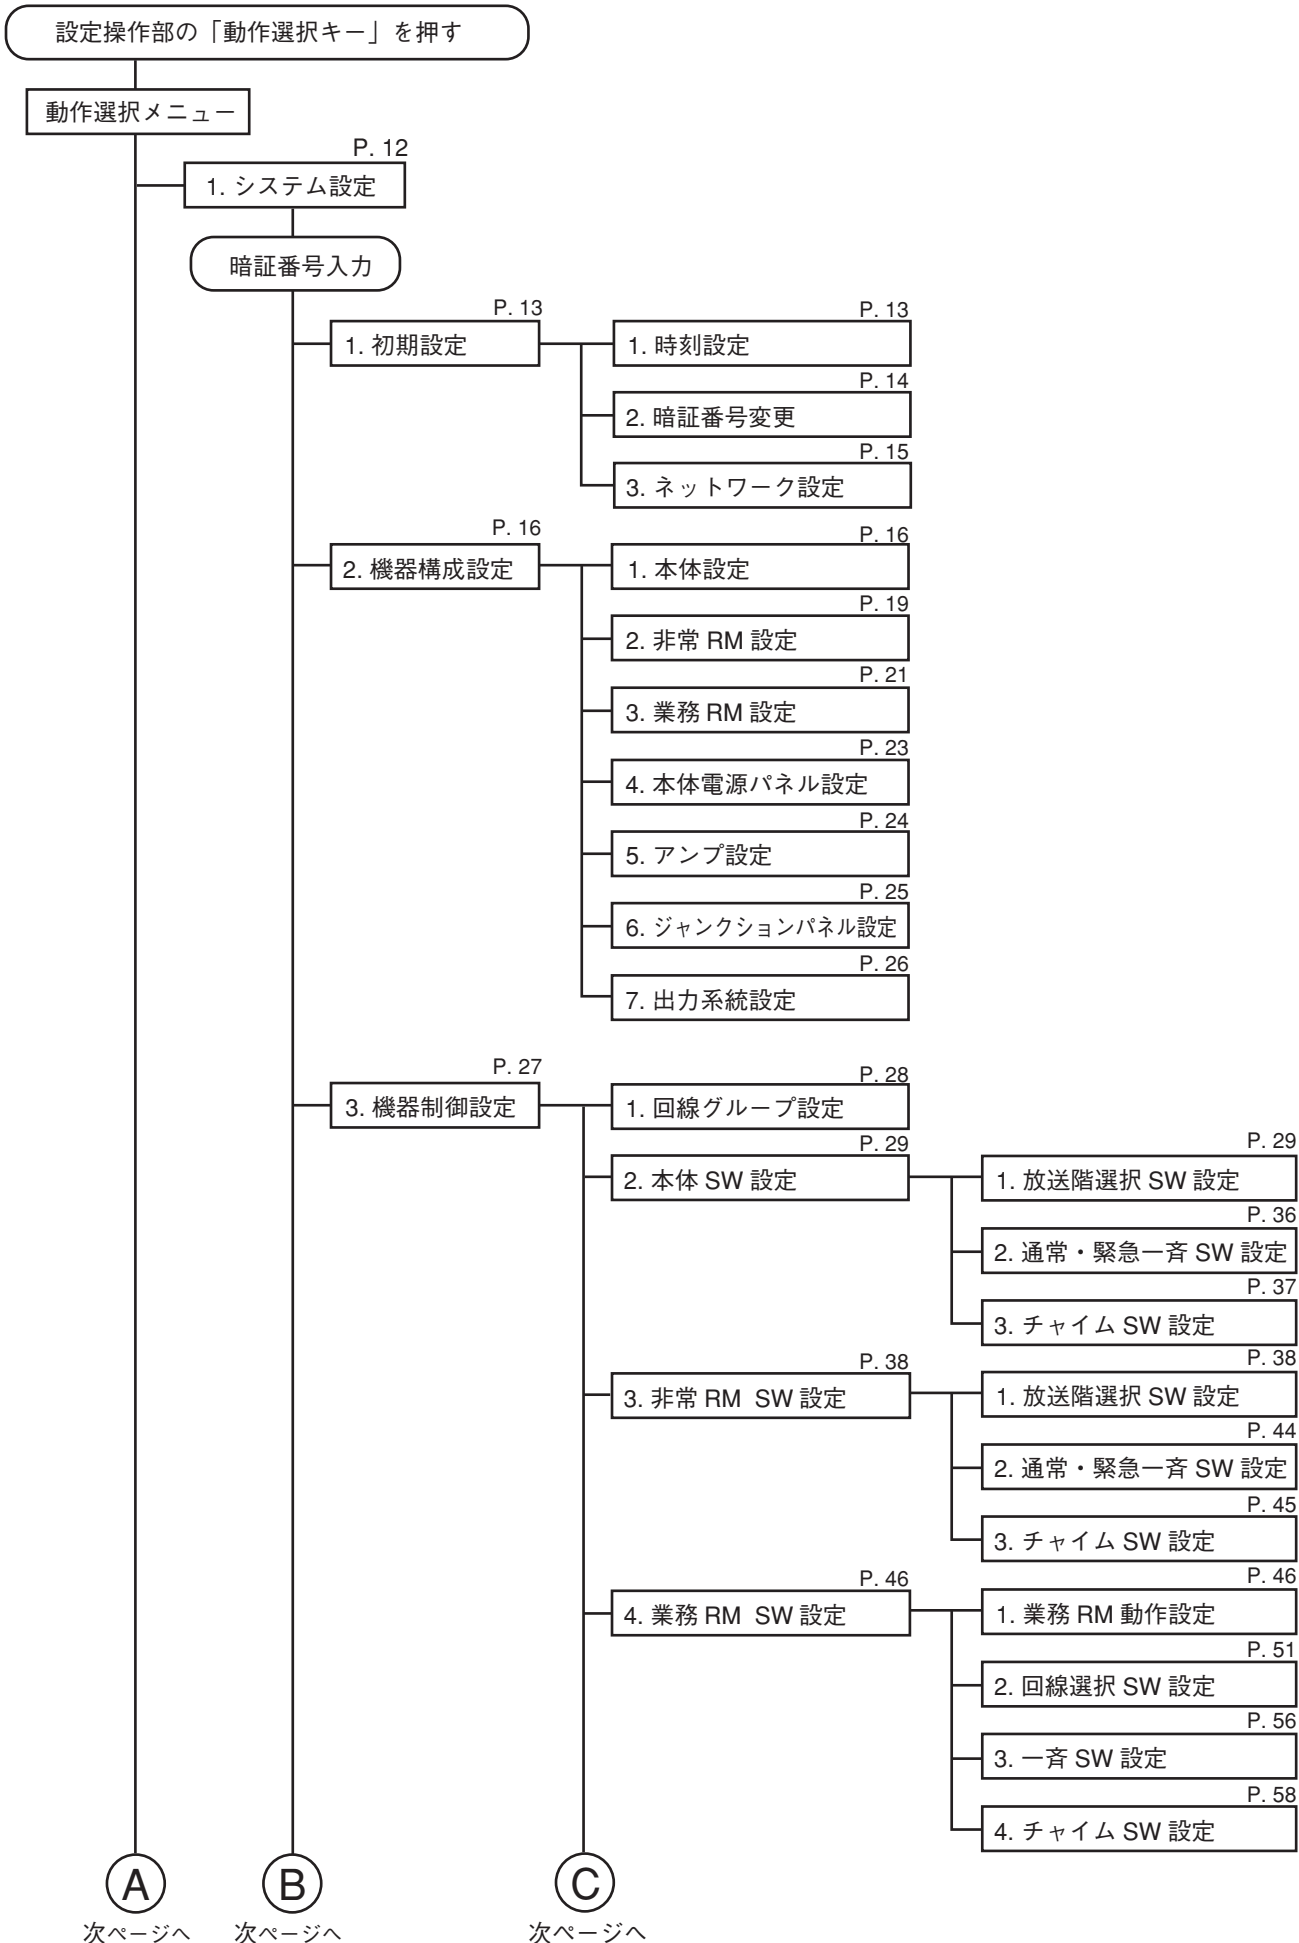 設定操作部の「動作選択キー」を押す
動作選択メニュー
P. 12
1. システム設定
暗証番号入力
P. 13
1. 初期設定
P. 13
1. 時刻設定
P. 14
2. 暗証番号変更
P. 15
3. ネットワーク設定
P. 16
2. 機器構成設定
P. 16
1. 本体設定
P. 19
2. 非常 RM 設定
P. 21
3. 業務 RM 設定
P. 23
4. 本体電源パネル設定
P. 24
5. アンプ設定
P. 25
6. ジャンクションパネル設定
P. 26
7. 出力系統設定
P. 27
3. 機器制御設定
P. 28
1. 回線グループ設定
P. 29
2. 本体 SW 設定
P. 29
1. 放送階選択 SW 設定
P. 36
2. 通常・緊急一斉 SW 設定
P. 37
3. チャイム SW 設定
P. 38
3. 非常 RM SW 設定
P. 38
1. 放送階選択 SW 設定
P. 44
2. 通常・緊急一斉 SW 設定
P. 45
3. チャイム SW 設定
P. 46
4. 業務 RM SW 設定
P. 46
1. 業務 RM 動作設定
P. 51
2. 回線選択 SW 設定
P. 56
3. 一斉 SW 設定
P. 58
4. チャイム SW 設定
A
次ページへ
B
次ページへ
C
次ページへ